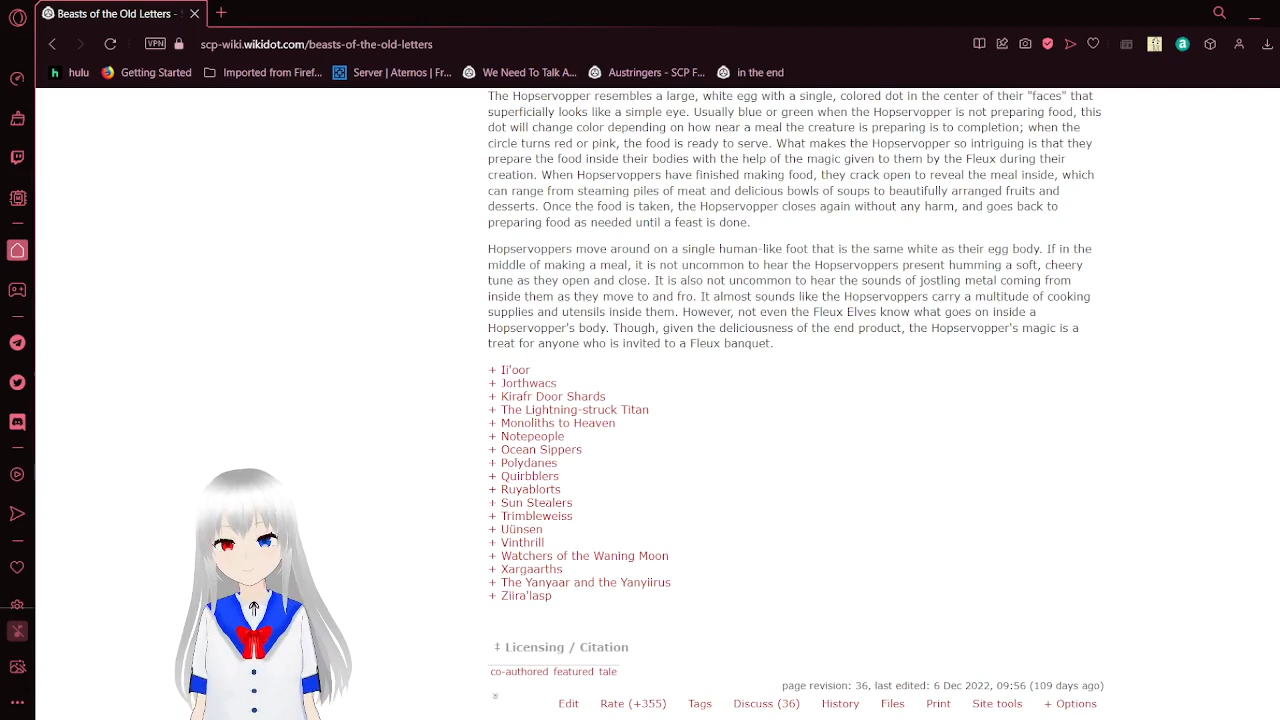 Beasts of the Old Letters -
VPN
scp-wiki.wikidot.com/beasts-of-the-old-letters
hulu
Getting Started
Imported from Firef...
Server | Aternos | Fr...
We Need To Talk A...
Austringers - SCP F...
in the end
The Hopservopper resembles a large, white egg with a single, colored dot in the center of their "faces" that
superficially looks like a simple eye. Usually blue or green when the Hopservopper is not preparing food, this
dot will change color depending on how near a meal the creature is preparing is to completion; when the
circle turns red or pink, the food is ready to serve. What makes the Hopservopper so intriguing is that they
prepare the food inside their bodies with the help of the magic given to them by the Fleux during their
creation. When Hopservoppers have finished making food, they crack open to reveal the meal inside, which
can range from steaming piles of meat and delicious bowls of soups to beautifully arranged fruits and
desserts. Once the food is taken, the Hopservopper closes again without any harm, and goes back to
preparing food as needed until a feast is done.
Hopservoppers move around on a single human-like foot that is the same white as their egg body. If in the
middle of making a meal, it is not uncommon to hear the Hopservoppers present humming a soft, cheery
tune as they open and close. It is also not uncommon to hear the sounds of jostling metal coming from
inside them as they move to and fro. It almost sounds like the Hopservoppers carry a multitude of cooking
supplies and utensils inside them. However, not even the Fleux Elves know what goes on inside a
Hopservopper's body. Though, given the deliciousness of the end product, the Hopservopper's magic is a
treat for anyone who is invited to a Fleux banquet.
+ Ii'oor
+ Jorthwacs
+ Kirafr Door Shards
+ The Lightning-struck Titan
+ Monoliths to Heaven
+ Notepeople
+ Ocean Sippers
+ Polydanes
+ Quirbblers
+ Ruyablorts
+ Sun Stealers
+ Trimbleweiss
+ Uünsen
+ Vinthrill
+ Watchers of the Waning Moon
+ Xargaarths
+ The Yanyaar and the Yanyiirus
+ Ziira'lasp
‡ Licensing / Citation
co-authored featured tale
page revision: 36, last edited: 6 Dec 2022, 09:56 (109 days ago)
Edit Rate (+355) Tags Discuss (36) History Files Print Site tools + Options